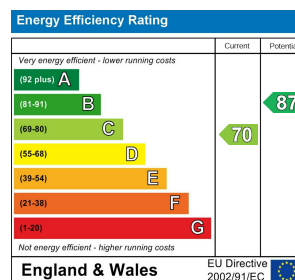 Energy Efficiency Rating
Current
Very energy efficient - lower running costs
(92 plus) A
(81-91) B
87
(69-80) C
70
(55-68) D
(39-54) E
(21-38) F
(1-20) G
Not energy efficient - higher running costs
England & Wales
EU Directive
2002/91/EC